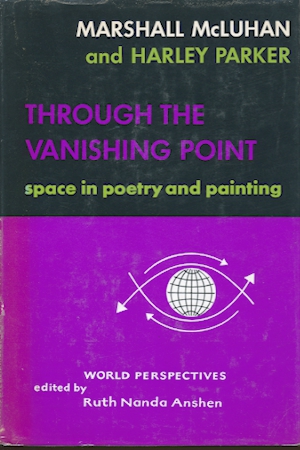 MARSHALL McLUHAN
and HARLEY PARKER
THROUGH THE
VANISHING POINT
space in poetry and painting
WORLD PERSPECTIVES
edited by
Ruth Nanda Anshen